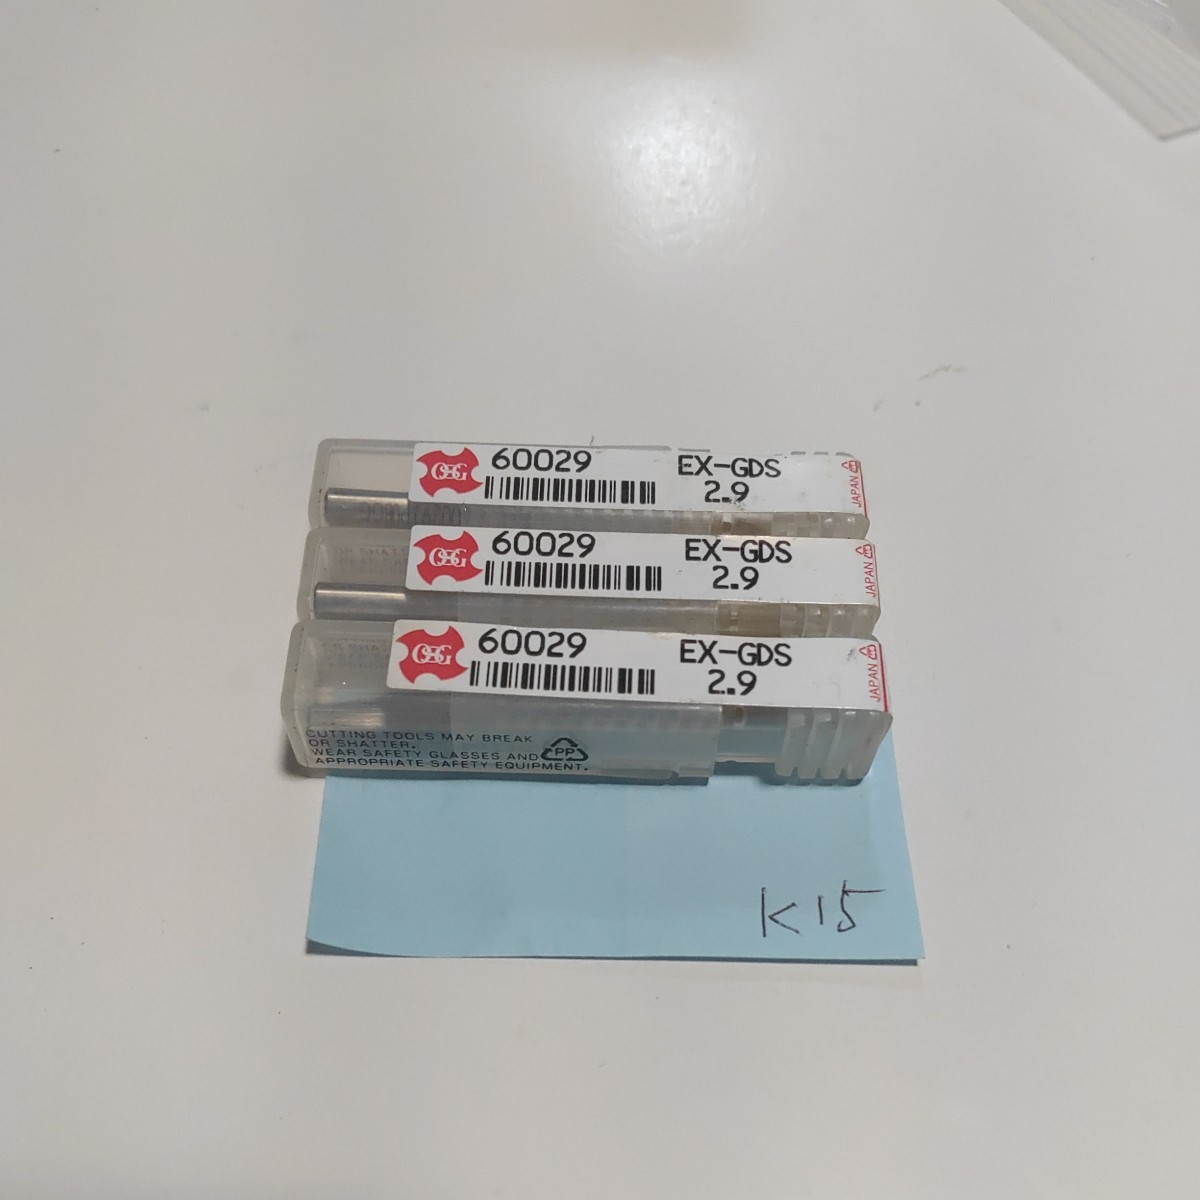 OSG 60029 EX-GDS
2.9
JAPAN
OSG 60029 EX-GDS
2.9
JAPAN
OSG 60029 EX-GDS
2.9
JAPAN
CUTTING TOOLS MAY BREAK
OR SHATTER.
WEAR SAFETY GLASSES AND
APPROPRIATE SAFETY EQUIPMENT.
PP
K15